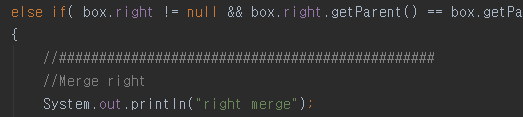 else if( box.right != null && box.right.getParent() == box.getPa
{
//###############################################
//Merge right
System.out.println("right merge");